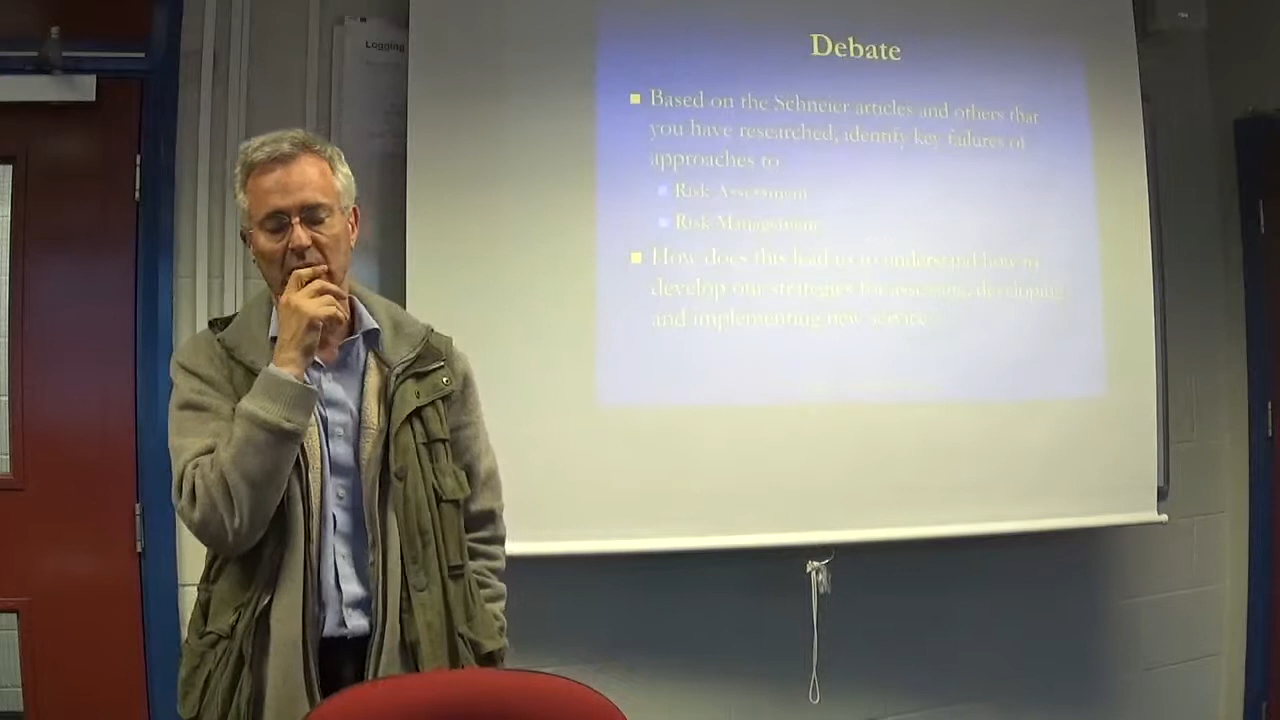 Logging
Debate
Based on the Schneier articles and others that
you have researched, identify key failures of
approaches to
Risk Assessment
Risk Management
How does this lead us to understand how to
develop our strategies for assessing, developing
and implementing new service